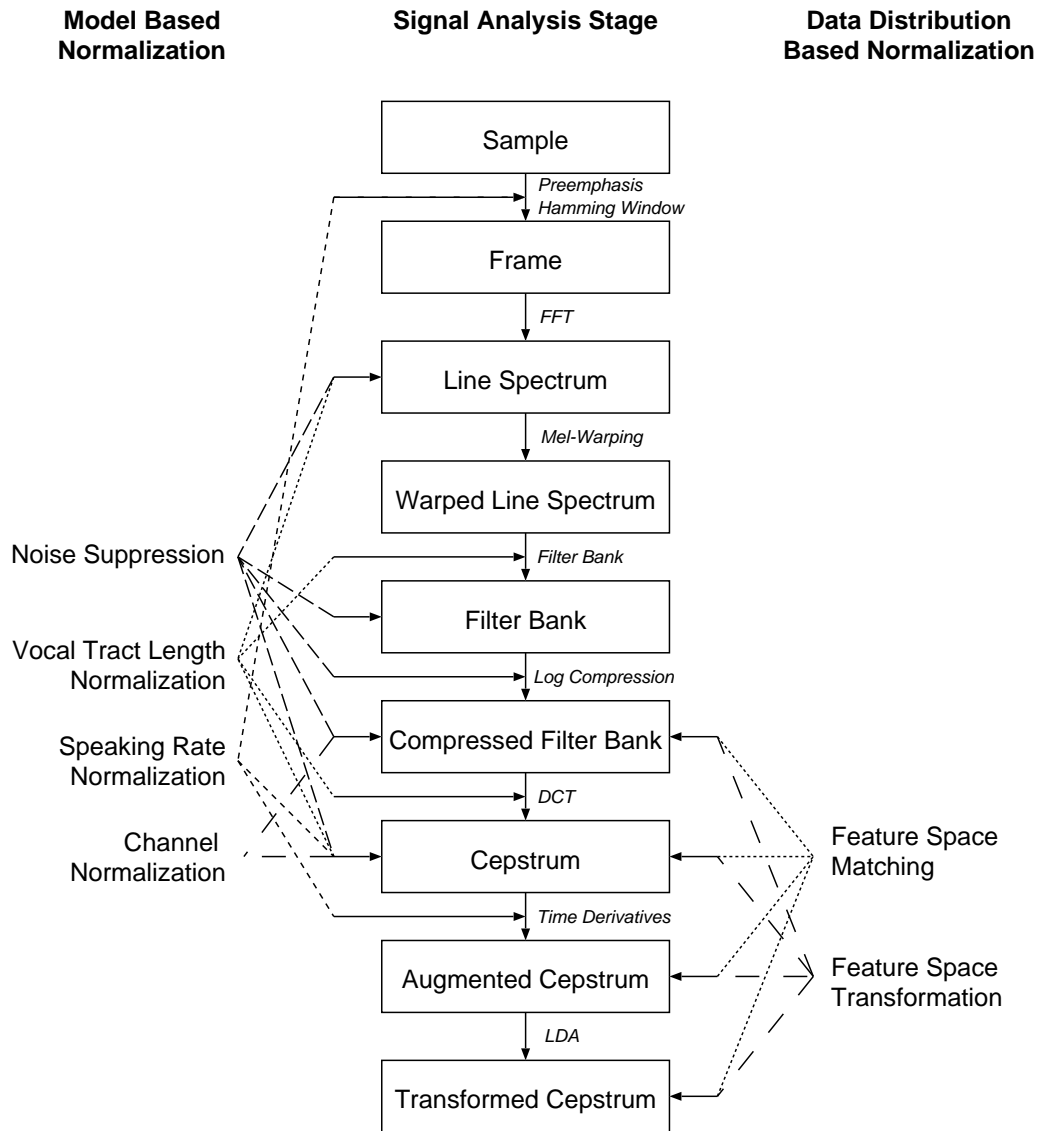 Model Based
Normalization
Signal Analysis Stage
Data Distribution
Based Normalization
Sample
Preemphasis
Hamming Window
Frame
FFT
Line Spectrum
Mel-Warping
Warped Line Spectrum
Noise Suppression
Filter Bank
Filter Bank
Vocal Tract Length
Normalization
Log Compression
Speaking Rate
Normalization
Compressed Filter Bank
DCT
Channel
Normalization
Cepstrum
Feature Space
Matching
Time Derivatives
Augmented Cepstrum
Feature Space
Transformation
LDA
Transformed Cepstrum